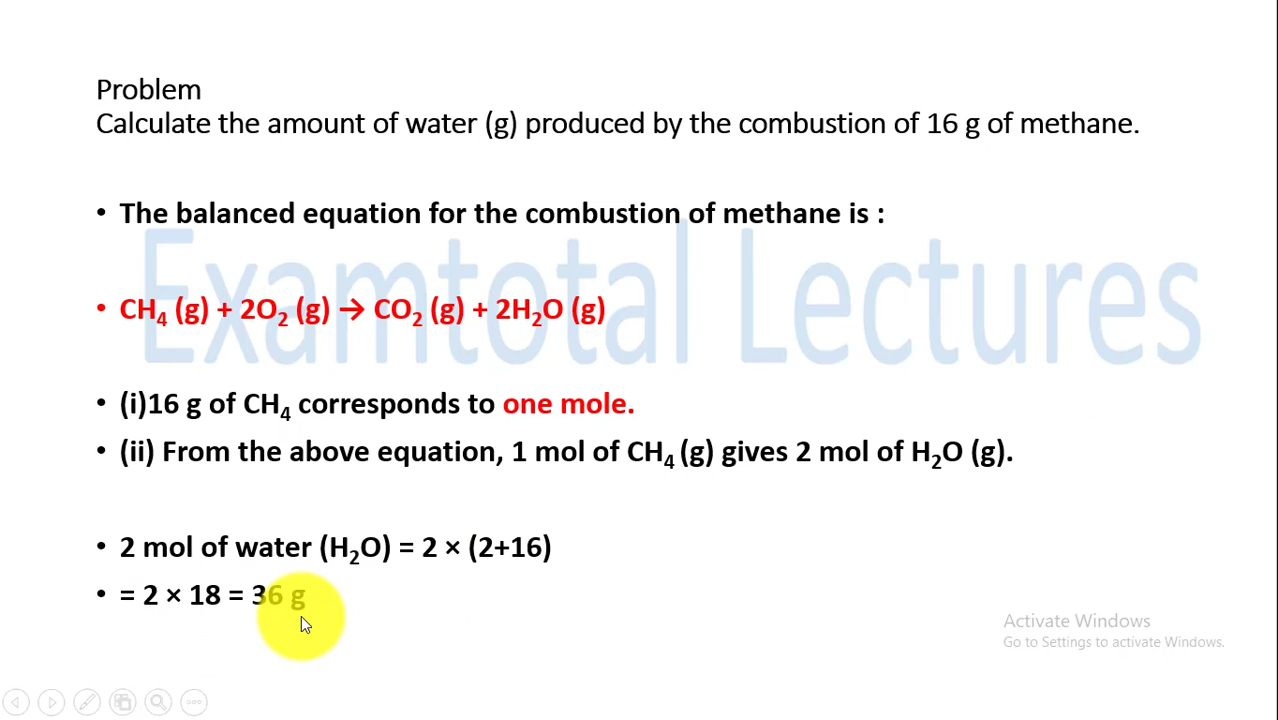 Problem
Calculate the amount of water (g) produced by the combustion of 16 g of methane.
• The balanced equation for the combustion of methane is :
Examtotal Lectures
• CH₄ (g) + 2O₂ (g) → CO₂ (g) + 2H₂O (g)
• (i)16 g of CH₄ corresponds to one mole.
• (ii) From the above equation, 1 mol of CH₄ (g) gives 2 mol of H₂O (g).
• 2 mol of water (H₂O) = 2 × (2+16)
• = 2 × 18 = 36 g
Activate Windows
Go to Settings to activate Windows.